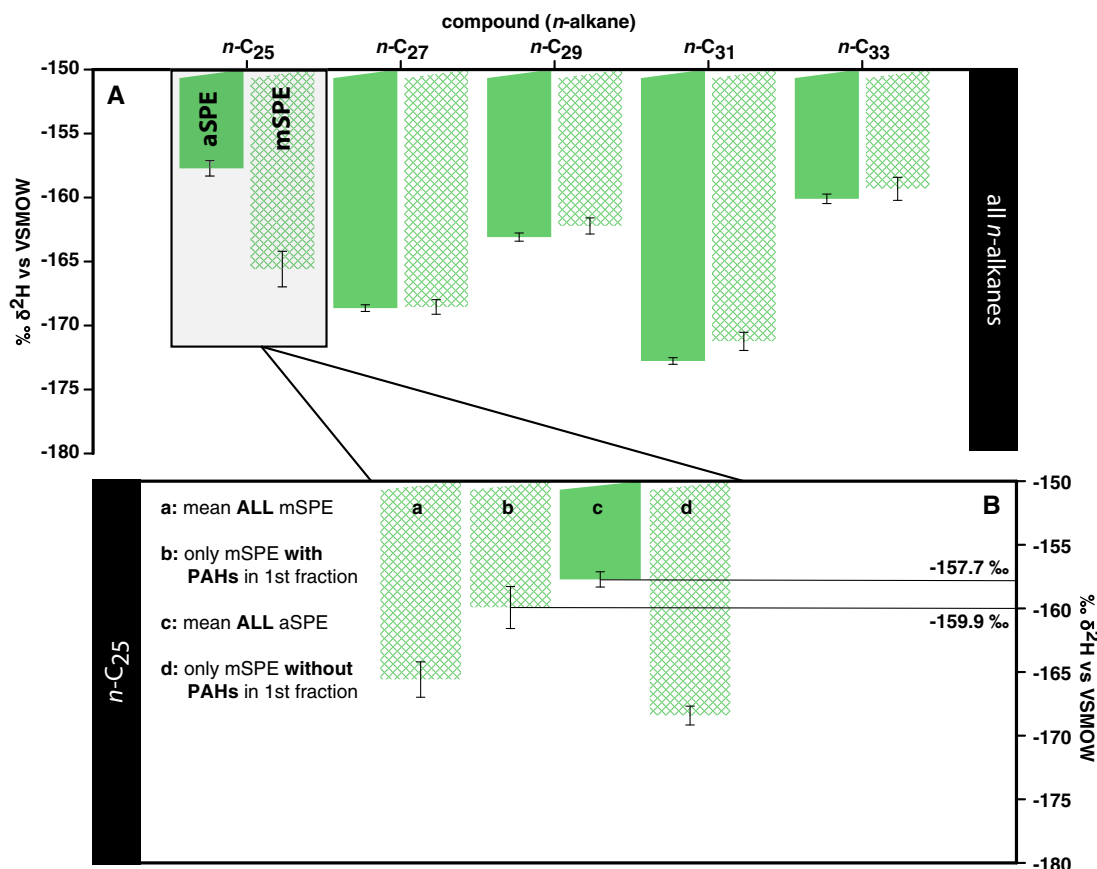 compound (n-alkane)
n-C25 n-C27 n-C29 n-C31 n-C33
A
‰ δ²H vs VSMOW
-150
-155
-160
-165
-170
-175
-180
aSPE
mSPE
all n-alkanes
B
n-C25
a: mean ALL mSPE
b: only mSPE with
PAHs in 1st fraction
c: mean ALL aSPE
d: only mSPE without
PAHs in 1st fraction
a b c d
-157.7 ‰
-159.9 ‰
-150
-155
-160
-165
-170
-175
-180
‰ δ²H vs VSMOW